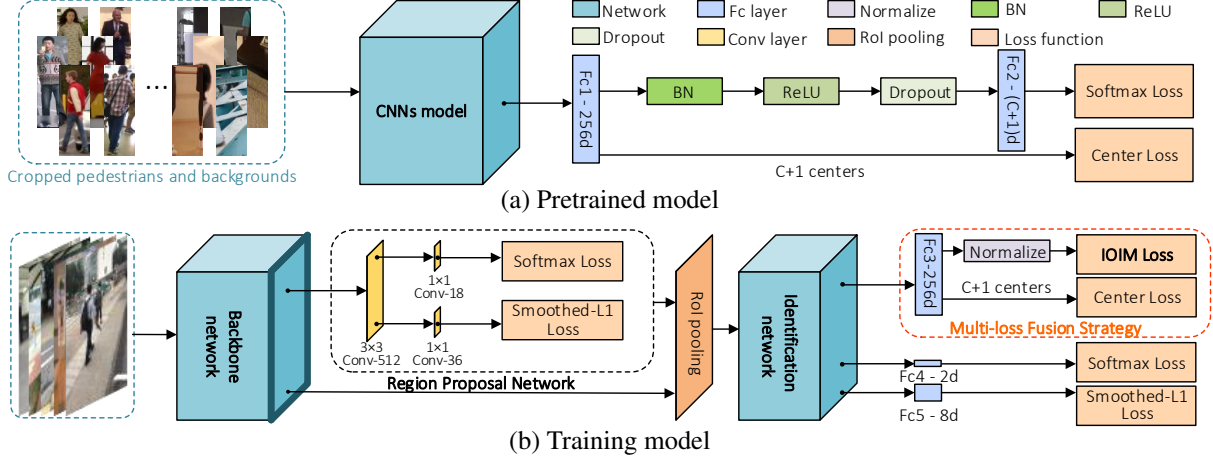 Network
Fc layer
Normalize
BN
ReLU
Dropout
Conv layer
RoI pooling
Loss function
CNNs model
Fc1 - 256d
BN
ReLU
Dropout
Fc2 - (C+1)d
Softmax Loss
C+1 centers
Center Loss
Cropped pedestrians and backgrounds
(a) Pretrained model
Backbone
network
3×3
Conv-512
1×1
Conv-18
Softmax Loss
1×1
Conv-36
Smoothed-L1
Loss
Region Proposal Network
RoI pooling
Identification
network
Fc3-256d
Normalize
IOIM Loss
C+1 centers
Center Loss
Multi-loss Fusion Strategy
Fc4 - 2d
Softmax Loss
Fc5 - 8d
Smoothed-L1
Loss
(b) Training model